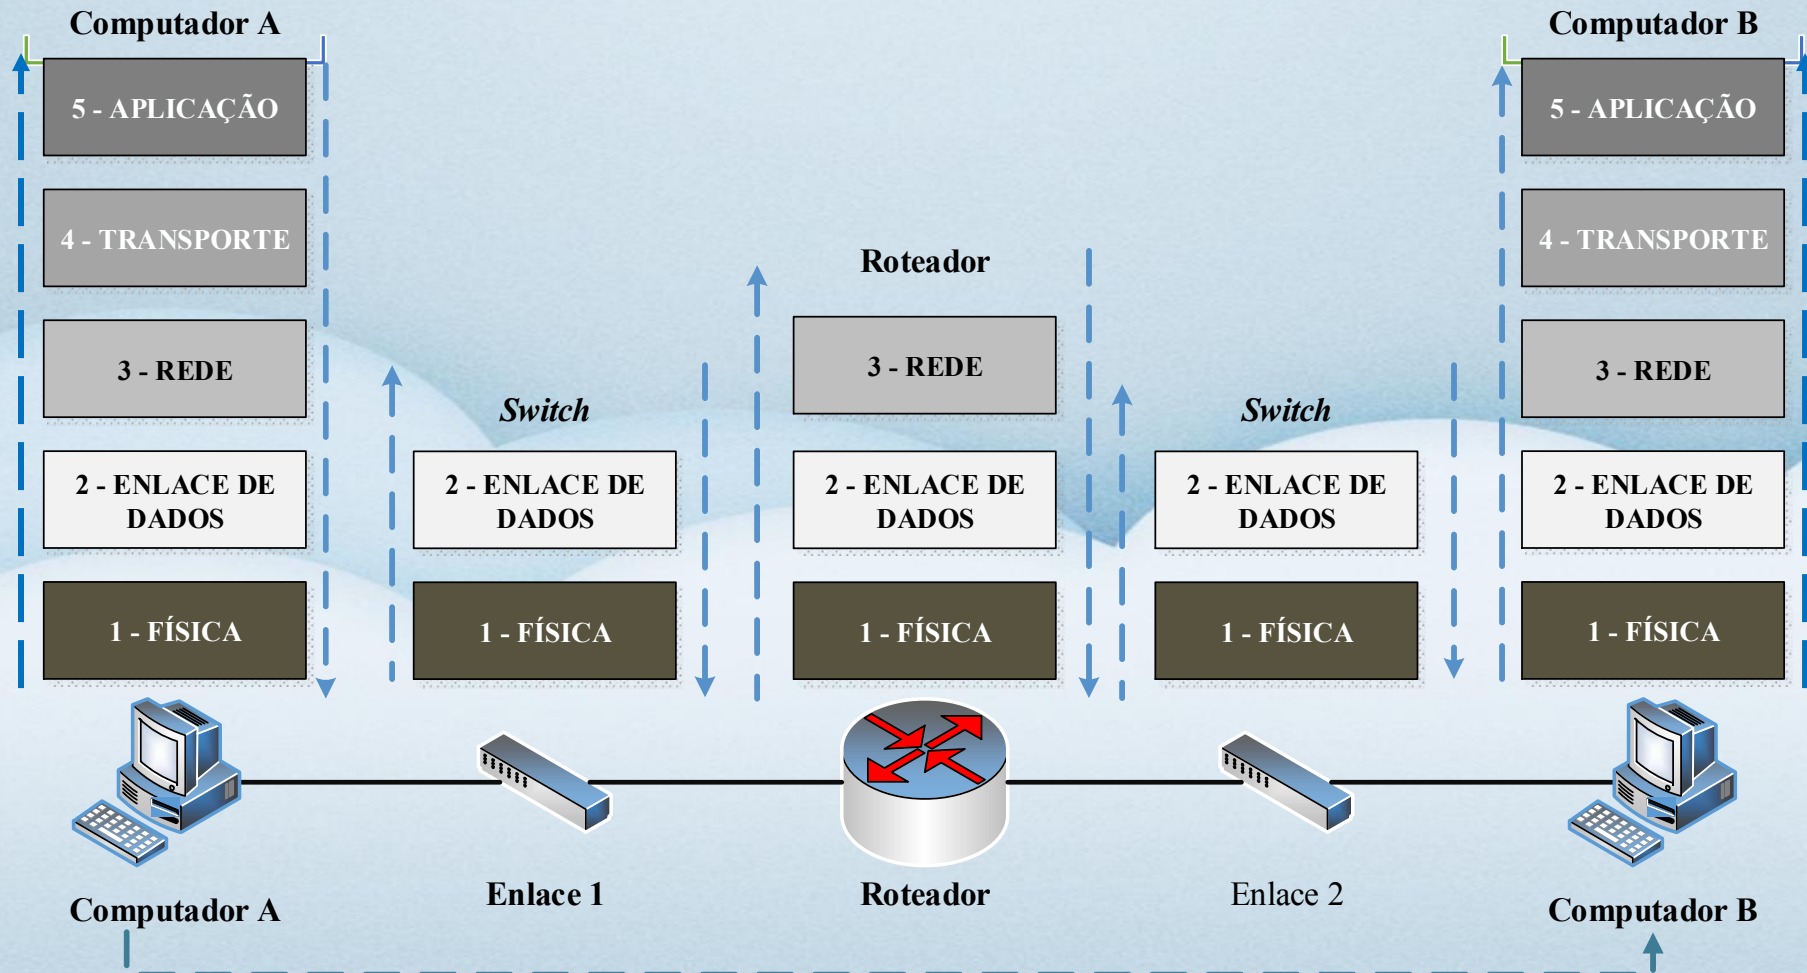 Computador A
5 - APLICAÇÃO
4 - TRANSPORTE
3 - REDE
2 - ENLACE DE
DADOS
1 - FÍSICA
Switch
2 - ENLACE DE
DADOS
1 - FÍSICA
Roteador
3 - REDE
2 - ENLACE DE
DADOS
1 - FÍSICA
Switch
2 - ENLACE DE
DADOS
1 - FÍSICA
Computador B
5 - APLICAÇÃO
4 - TRANSPORTE
3 - REDE
2 - ENLACE DE
DADOS
1 - FÍSICA
Computador A
Enlace 1
Roteador
Enlace 2
Computador B